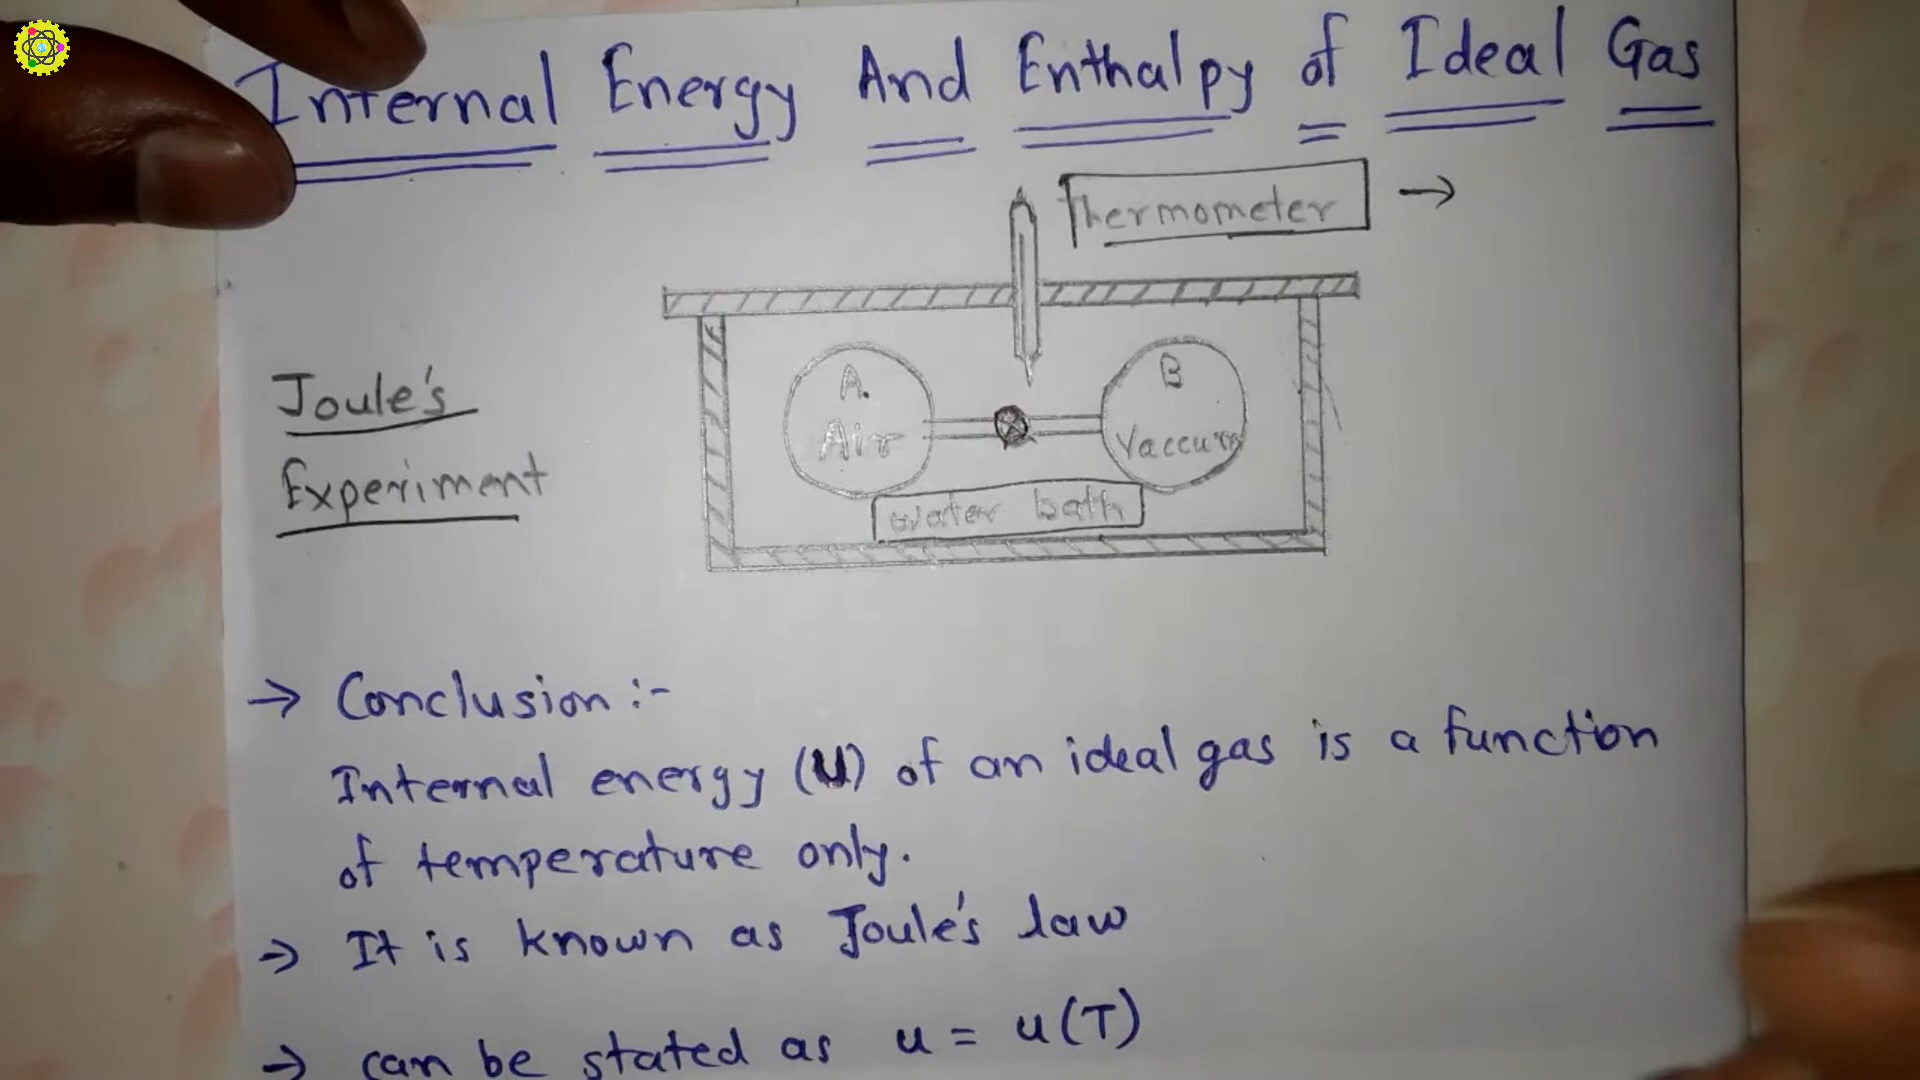 Internal Energy And Enthalpy of Ideal Gas
Thermometer →
A.
Air
B
Vaccum
Water bath
Joule's
Experiment
→ Conclusion :-
Internal energy (U) of an ideal gas is a function
of temperature only.
→ It is known as Joule's law
→ can be stated as u = u(T)